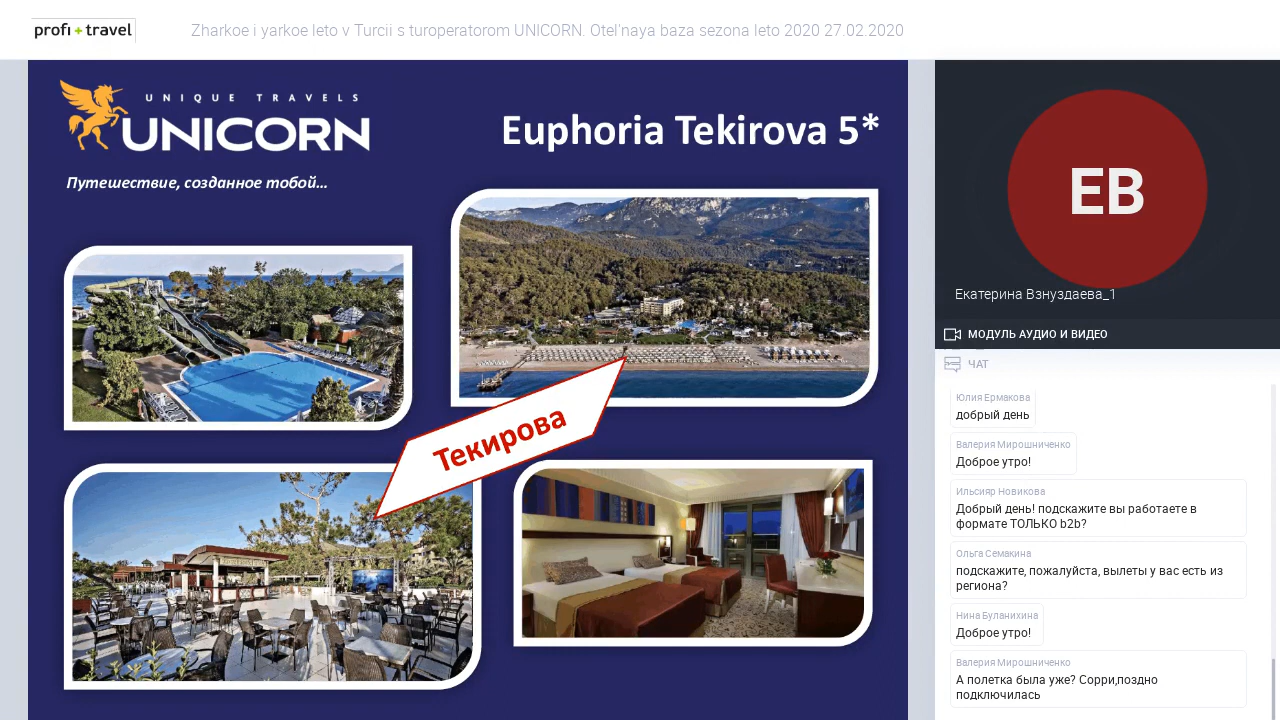 profi + travel
Zharkoe i yarkoe leto v Turcii s turoperatorom UNICORN. Otel'naya baza sezona leto 2020 27.02.2020
UNIQUE TRAVELS
UNICORN
Путешествие, созданное тобой...
Euphoria Tekirova 5*
Текирова
EB
Екатерина Взнуздаева_1
МОДУЛЬ АУДИО И ВИДЕО
ЧАТ
Юлия Ермакова
добрый день
Валерия Мирошниченко
Доброе утро!
Ильсияр Новикова
Добрый день! подскажите вы работаете в
формате ТОЛЬКО b2b?
Ольга Семакина
подскажите, пожалуйста, вылеты у вас есть из
региона?
Нина Буланихина
Доброе утро!
Валерия Мирошниченко
А полетка была уже? Сорри,поздно
подключилась